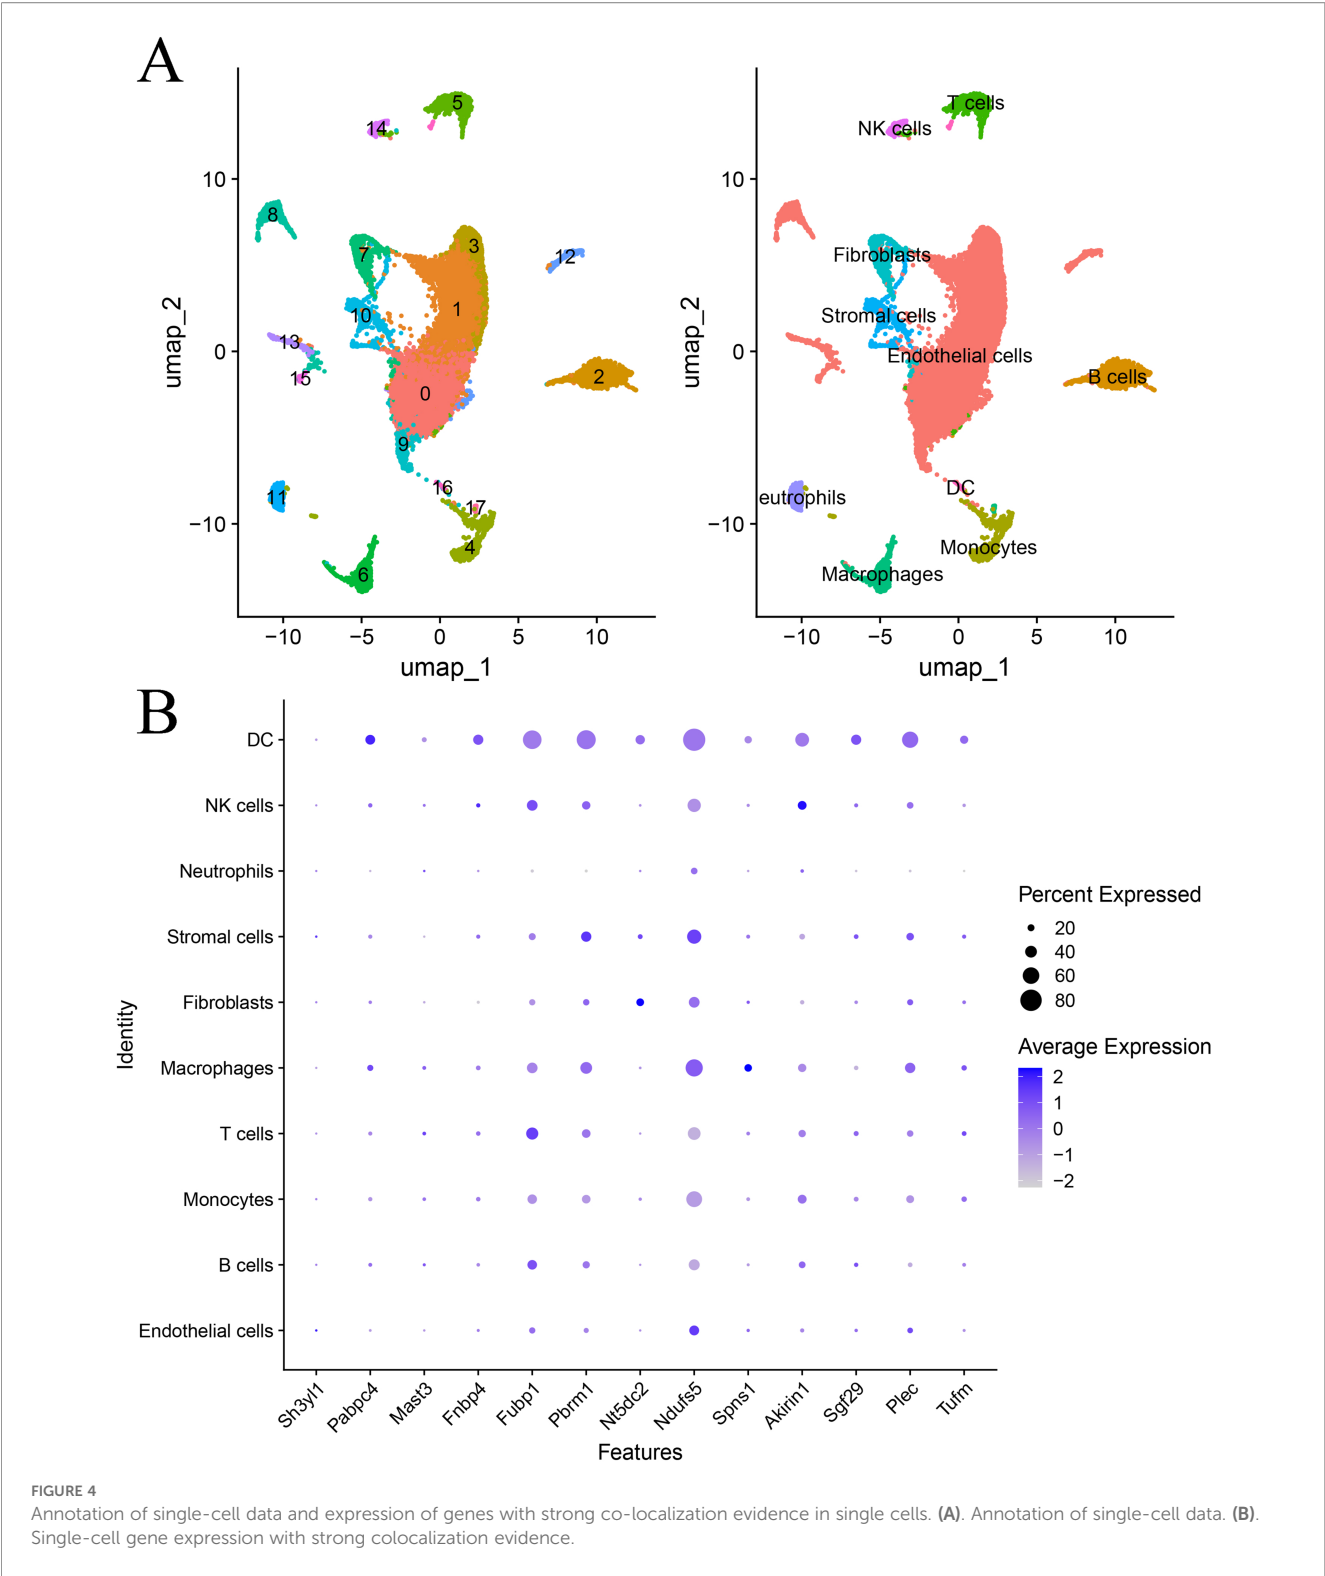 A
5
14
8
7
3
12
1
10
13
15
2
0
9
16
17
11
4
6
10
0
−10
−10
−5
0
5
10
umap_2
umap_1
T cells
NK cells
Fibroblasts
Stromal cells
Endothelial cells
B cells
DC
eutrophils
Monocytes
Macrophages
10
0
−10
−10
−5
0
5
10
umap_2
umap_1
B
DC
NK cells
Neutrophils
Stromal cells
Fibroblasts
Macrophages
T cells
Monocytes
B cells
Endothelial cells
Identity
Sh3yl1
Pabpc4
Mast3
Fnbp4
Fubp1
Pbrm1
Nt5dc2
Ndufs5
Spns1
Akirin1
Sgf29
Plec
Tufm
Features
Percent Expressed
20
40
60
80
Average Expression
2
1
0
−1
−2
FIGURE 4
Annotation of single-cell data and expression of genes with strong co-localization evidence in single cells. (A). Annotation of single-cell data. (B).
Single-cell gene expression with strong colocalization evidence.